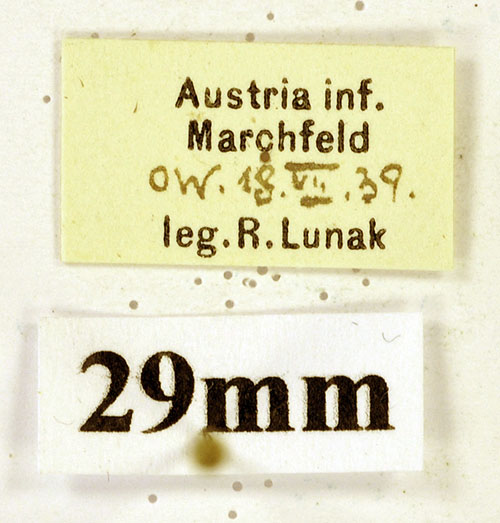 Austria inf.
Marchfeld
OW. 18.VII.39.
leg. R. Lunak
29mm